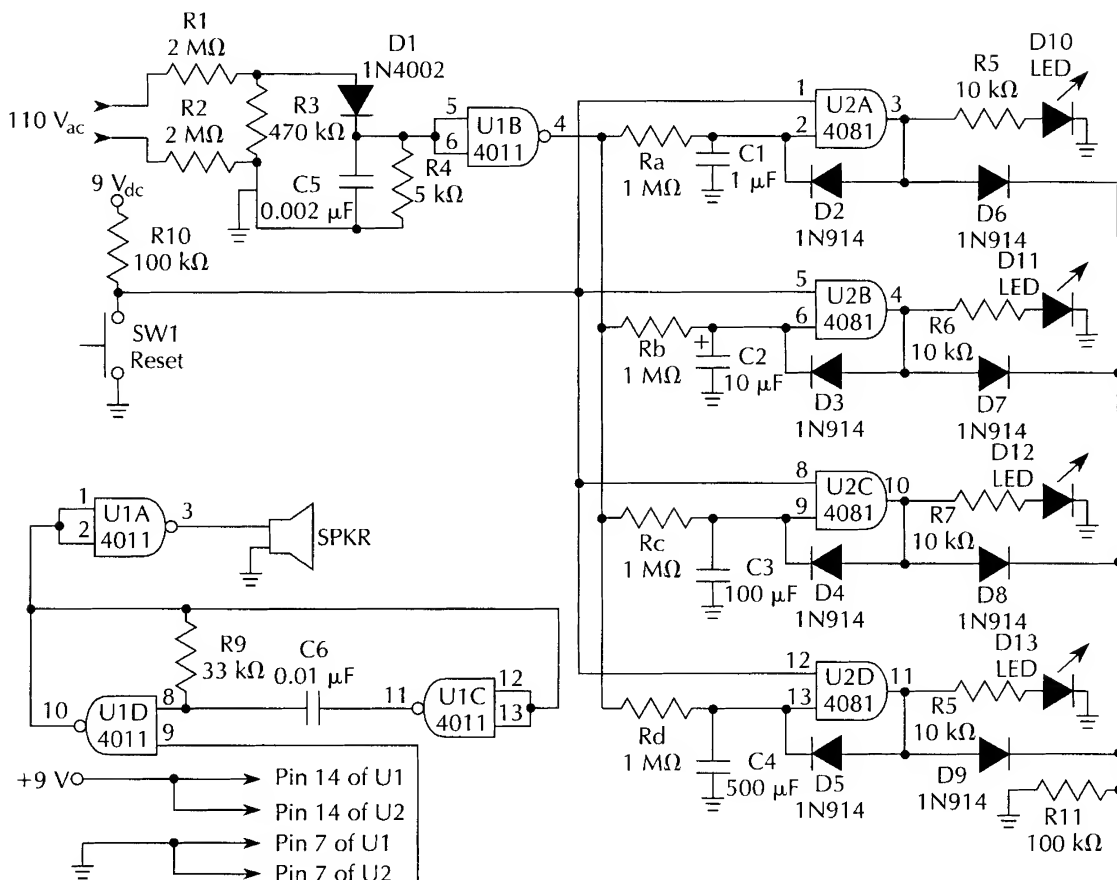 R1
2 MΩ
110 Vac
R2
2 MΩ
R3
470 kΩ
D1
1N4002
5
6
U1B
4011
4
R4
5 kΩ
C5
0.002 µF
9 Vdc
R10
100 kΩ
SW1
Reset
Ra
1 MΩ
C1
1 µF
1
2
U2A
4081
3
R5
10 kΩ
D10
LED
D2
1N914
D6
1N914
Rb
1 MΩ
+
C2
10 µF
5
6
U2B
4081
4
R6
10 kΩ
D11
LED
D3
1N914
D7
1N914
Rc
1 MΩ
C3
100 µF
8
9
U2C
4081
10
R7
10 kΩ
D12
LED
D4
1N914
D8
1N914
Rd
1 MΩ
C4
500 µF
12
13
U2D
4081
11
R5
10 kΩ
D13
LED
D5
1N914
D9
1N914
R11
100 kΩ
1
2
U1A
4011
3
SPKR
R9
33 kΩ
C6
0.01 µF
10
U1D
4011
8
9
11
U1C
4011
12
13
+9 V
Pin 14 of U1
Pin 14 of U2
Pin 7 of U1
Pin 7 of U2